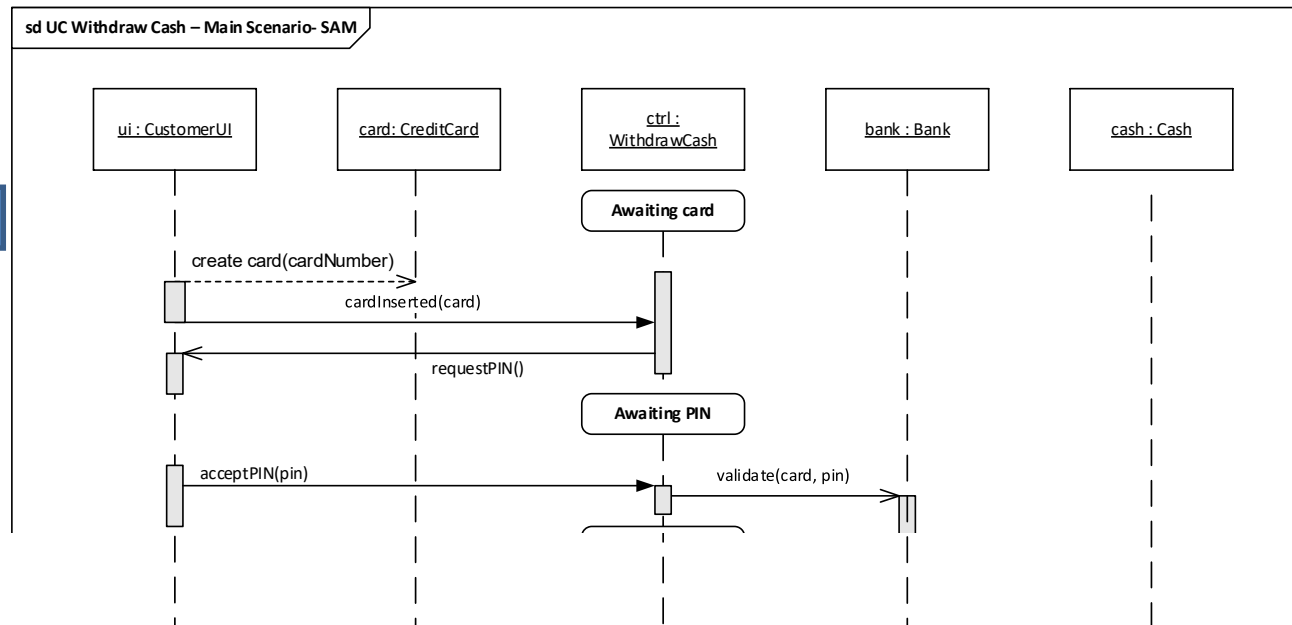 sd UC Withdraw Cash – Main Scenario- SAM
ui : CustomerUI
card: CreditCard
ctrl :
WithdrawCash
bank : Bank
cash : Cash
Awaiting card
create card(cardNumber)
cardInserted(card)
requestPIN()
Awaiting PIN
acceptPIN(pin)
validate(card, pin)